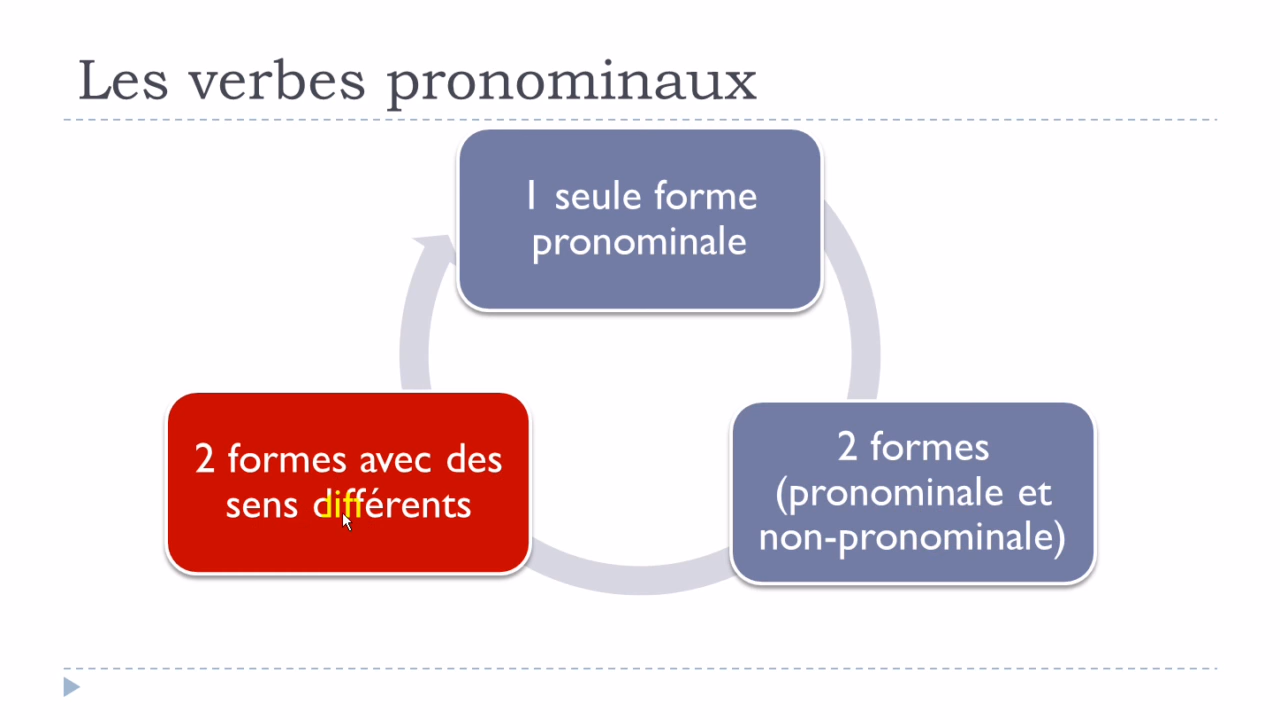 Les verbes pronominaux
1 seule forme
pronominale
2 formes avec des
sens différents
2 formes
(pronominale et
non-pronominale)